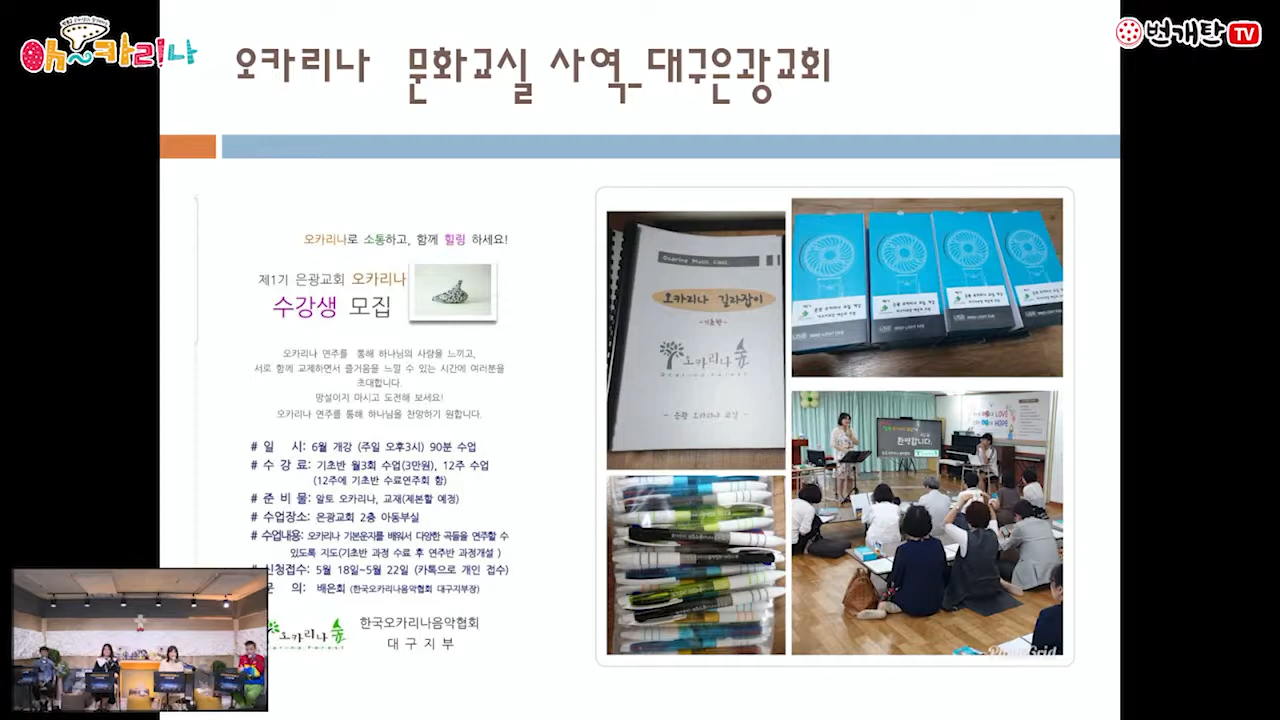 아~카리나
번개탄 TV
오카리나 문화교실 사역_대구은광교회
오카리나로 소통하고, 함께 힐링 하세요!
제1기 은광교회 오카리나
수강생 모집
오카리나 연주를 통해 하나님의 사랑을 느끼고,
서로 함께 교제하면서 즐거움을 느낄 수 있는 시간에 여러분을
초대합니다.
망설이지 마시고 도전해 보세요!
오카리나 연주를 통해 하나님을 찬양하기 원합니다.
# 일 시: 6월 개강 (주일 오후3시) 90분 수업
# 수 강 료: 기초반 월3회 수업(3만원), 12주 수업
(12주에 기초반 수료연주회 함)
# 준 비 물: 알토 오카리나, 교재(제본할 예정)
# 수업장소: 은광교회 2층 아동부실
# 수업내용: 오카리나 기본운지를 배워서 다양한 곡들을 연주할 수
있도록 지도(기초반 과정 수료 후 연주반 과정개설 )
신청접수: 5월 18일~5월 22일 (카톡으로 개인 접수)
문 의: 배은희 (한국오카리나음악협회 대구지부장)
오카리나 숲
한국오카리나음악협회
대 구 지 부
오카리나 길라잡이
-기초반-
오카리나 숲
Ocarina Forest
- 은광 오카리나 교실 -
환영합니다.
LOVE
HOPE
PhotoGrid